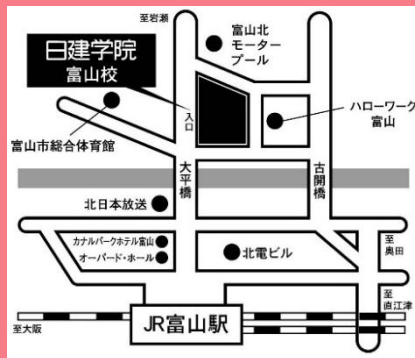 至岩瀬
日建学院
富山校
富山北
モーター
プール
入口
ハローワーク
富山
富山市総合体育館
大平橋
古開橋
北日本放送
カナルパークホテル富山
オーバード・ホール
北電ビル
至奥田
至直江津
至大阪
JR富山駅